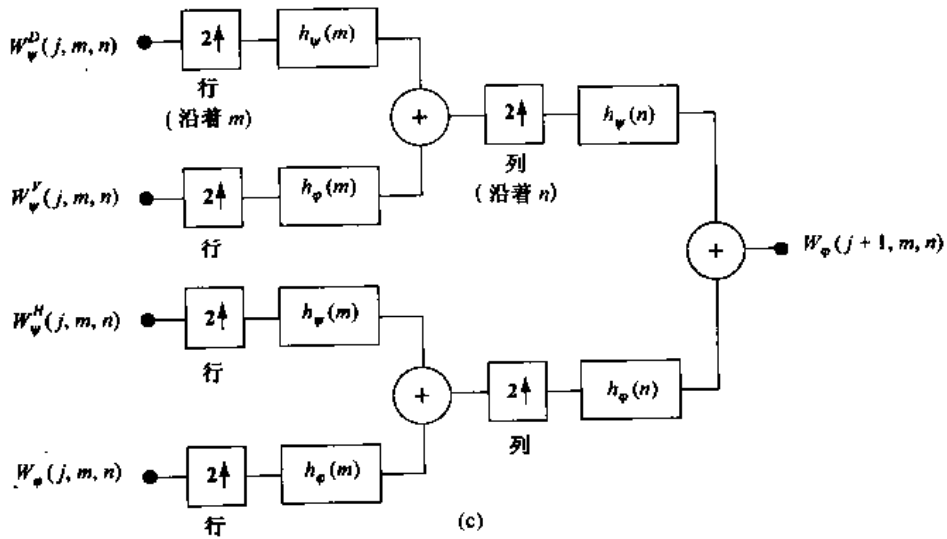 W_ψ^D(j, m, n)
2↑
h_ψ(m)
行
(沿着 m)
+
2↑
h_ψ(n)
列
(沿着 n)
W_ψ^V(j, m, n)
2↑
h_φ(m)
行
+
W_φ(j + 1, m, n)
W_ψ^H(j, m, n)
2↑
h_ψ(m)
行
+
2↑
h_φ(n)
列
W_φ(j, m, n)
2↑
h_φ(m)
行
(c)